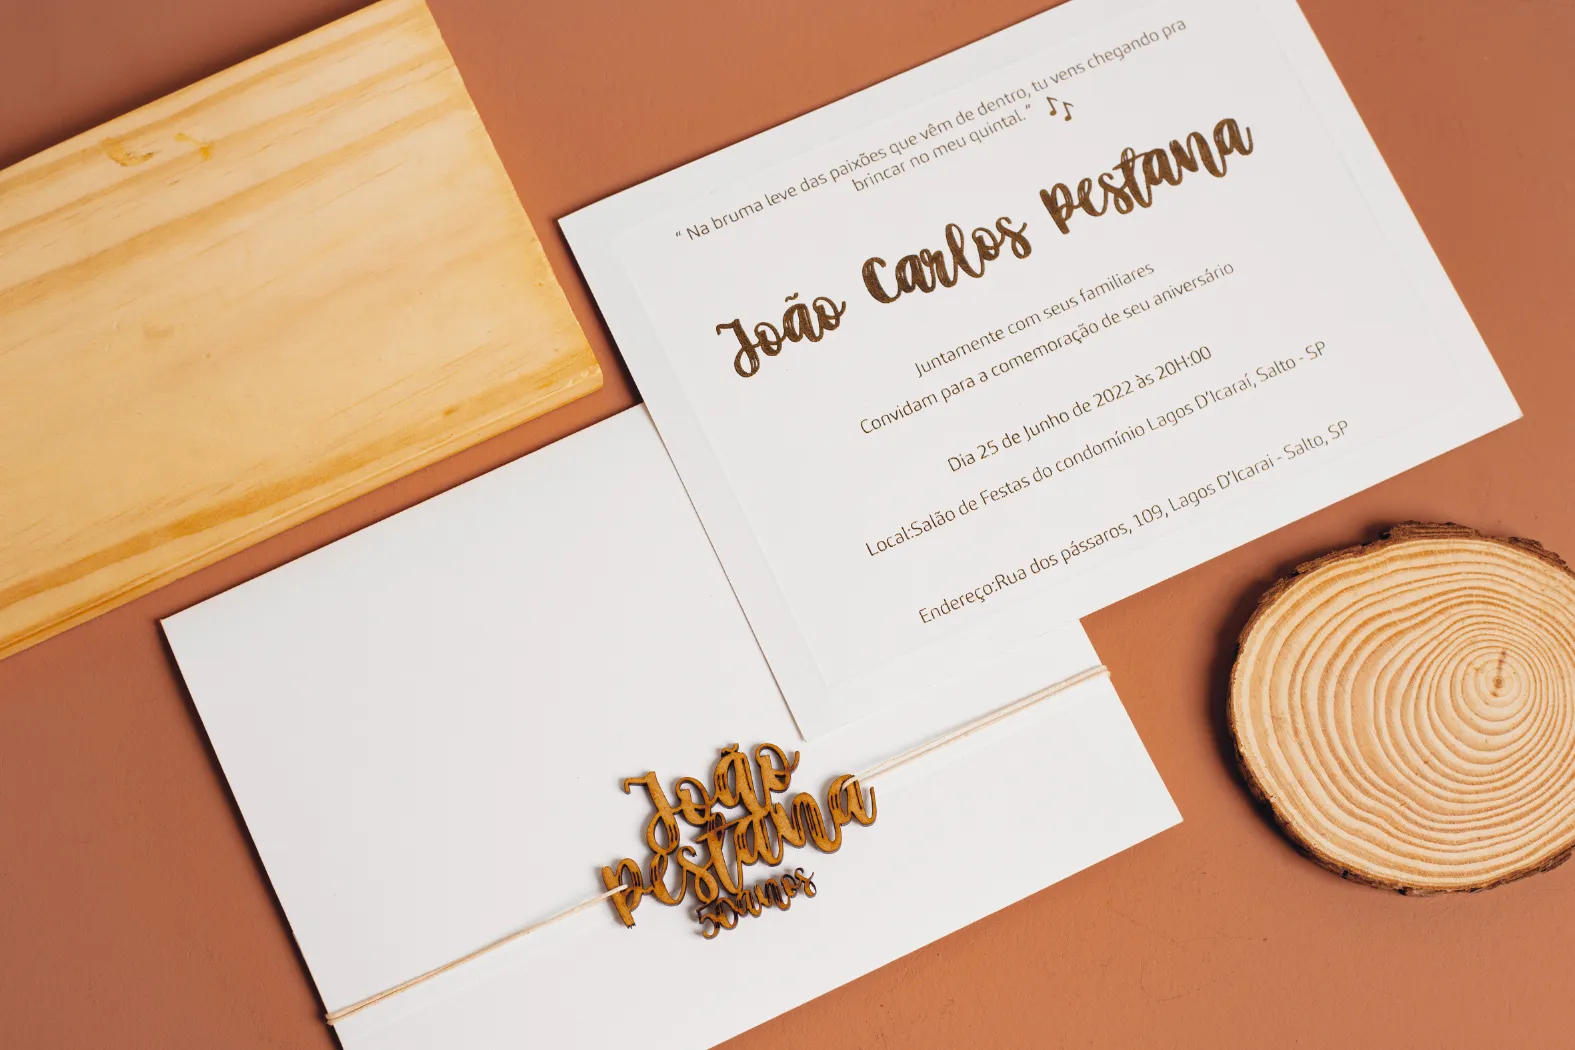 “ Na bruma leve das paixões que vêm de dentro, tu vens chegando pra
brincar no meu quintal.”
João Carlos Pestana
Juntamente com seus familiares
Convidam para a comemoração de seu aniversário
Dia 25 de Junho de 2022 às 20H:00
Local:Salão de Festas do condomínio Lagos D'Icaraí, Salto - SP
Endereço:Rua dos pássaros, 109, Lagos D'Icarai - Salto, SP
João
pestana
50 anos